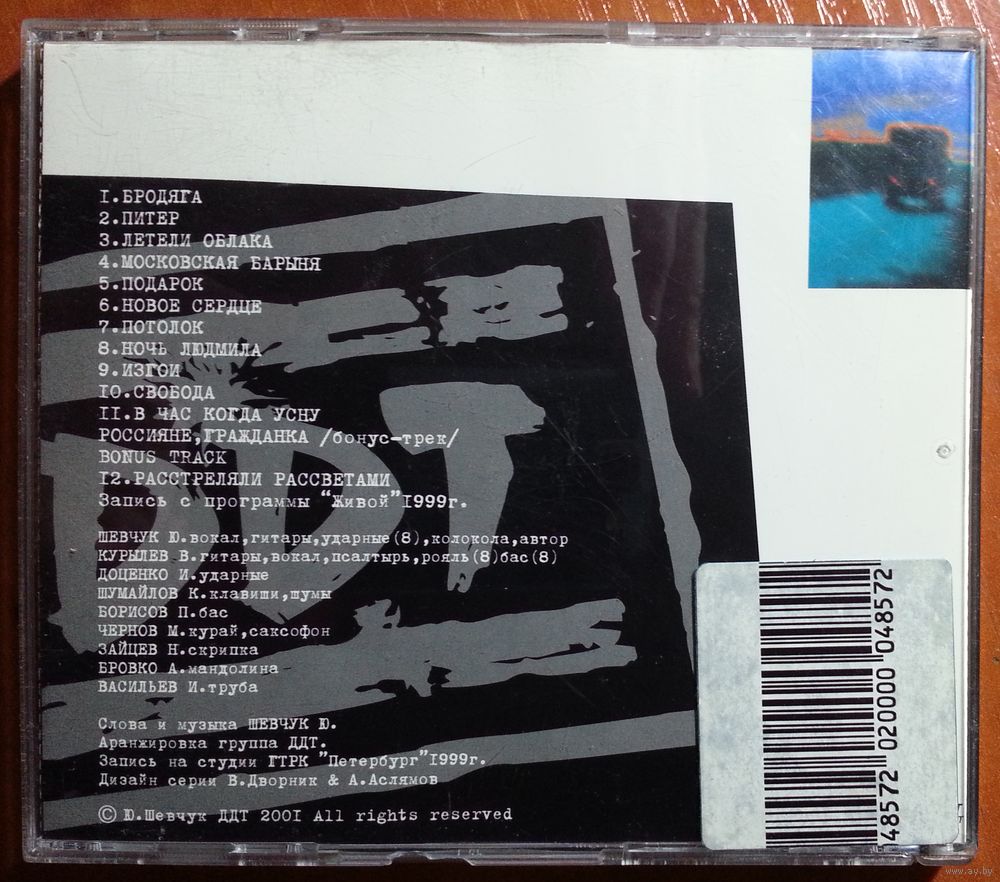 I.БРОДЯГА
2.ПИТЕР
3.ЛЕТЕЛИ ОБЛАКА
4.МОСКОВСКАЯ БАРЫНЯ
5.ПОДАРОК
6.НОВОЕ СЕРДЦЕ
7.ПОТОЛОК
8.НОЧЬ ЛЮДМИЛА
9.ИЗГОИ
IO.СВОБОДА
II.В ЧАС КОГДА УСНУ
РОССИЯНЕ,ГРАЖДАНКА /бонус-трек/
BONUS TRACK
I2.РАССТРЕЛЯЛИ РАССВЕТАМИ
Запись с программы "Живой"I999г.
ШЕВЧУК Ю.вокал,гитары,ударные(8),колокола,автор
КУРЫЛЕВ В.гитары,вокал,псалтырь,рояль(8)бас(8)
ДОЦЕНКО И.ударные
ШУМАЙЛОВ К.клавиши,шумы
БОРИСОВ П.бас
ЧЕРНОВ М.курай,саксофон
ЗАЙЦЕВ Н.скрипка
БРОВКО А.мандолина
ВАСИЛЬЕВ И.труба
Слова и музыка ШЕВЧУК Ю.
Аранжировка группа ДДТ.
Запись на студии ГТРК "Петербург"I999г.
Дизайн серии В.Дворник & А.Аслямов
© Ю.Шевчук ДДТ 200I All rights reserved
DDT
48572 020000 048572
www.ay.by